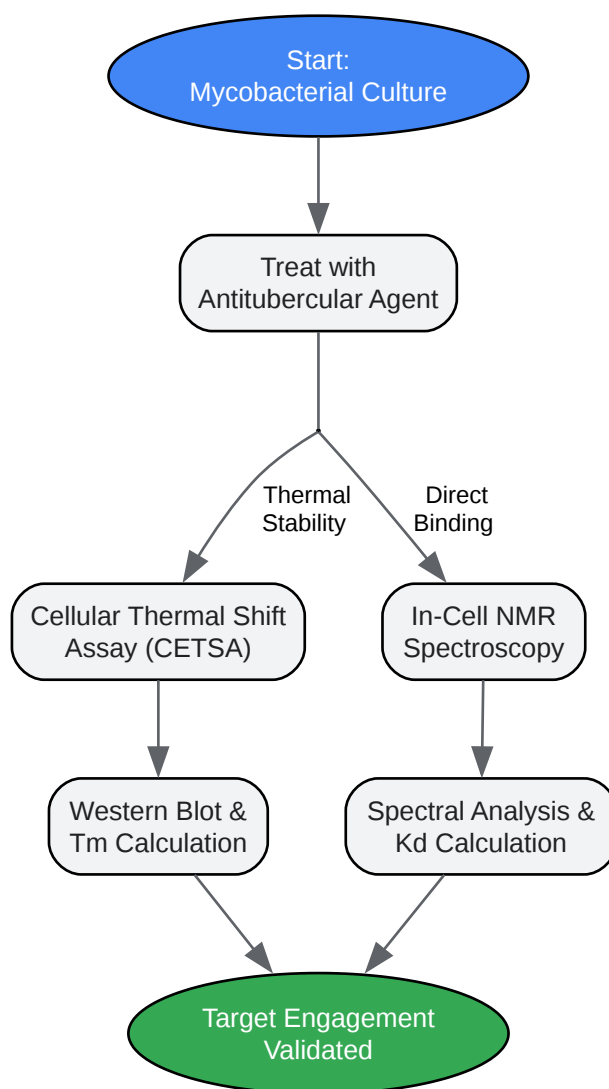 Start:
Mycobacterial Culture
Treat with
Antitubercular Agent
Thermal
Stability
Direct
Binding
Cellular Thermal Shift
Assay (CETSA)
In-Cell NMR
Spectroscopy
Western Blot &
Tm Calculation
Spectral Analysis &
Kd Calculation
Target Engagement
Validated